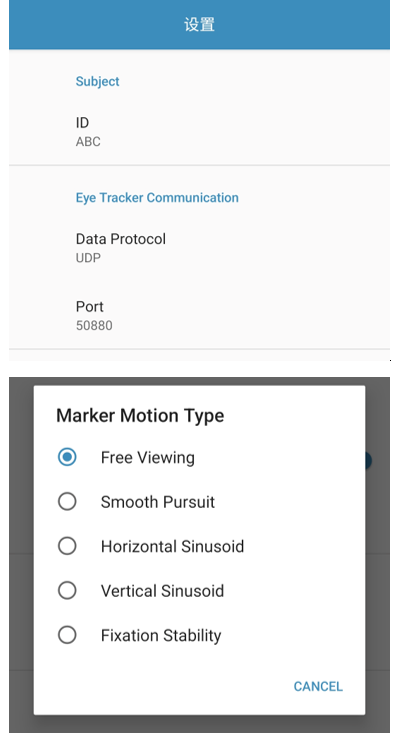 设置
Subject
ID
ABC
Eye Tracker Communication
Data Protocol
UDP
Port
50880
Marker Motion Type
Free Viewing
Smooth Pursuit
Horizontal Sinusoid
Vertical Sinusoid
Fixation Stability
CANCEL